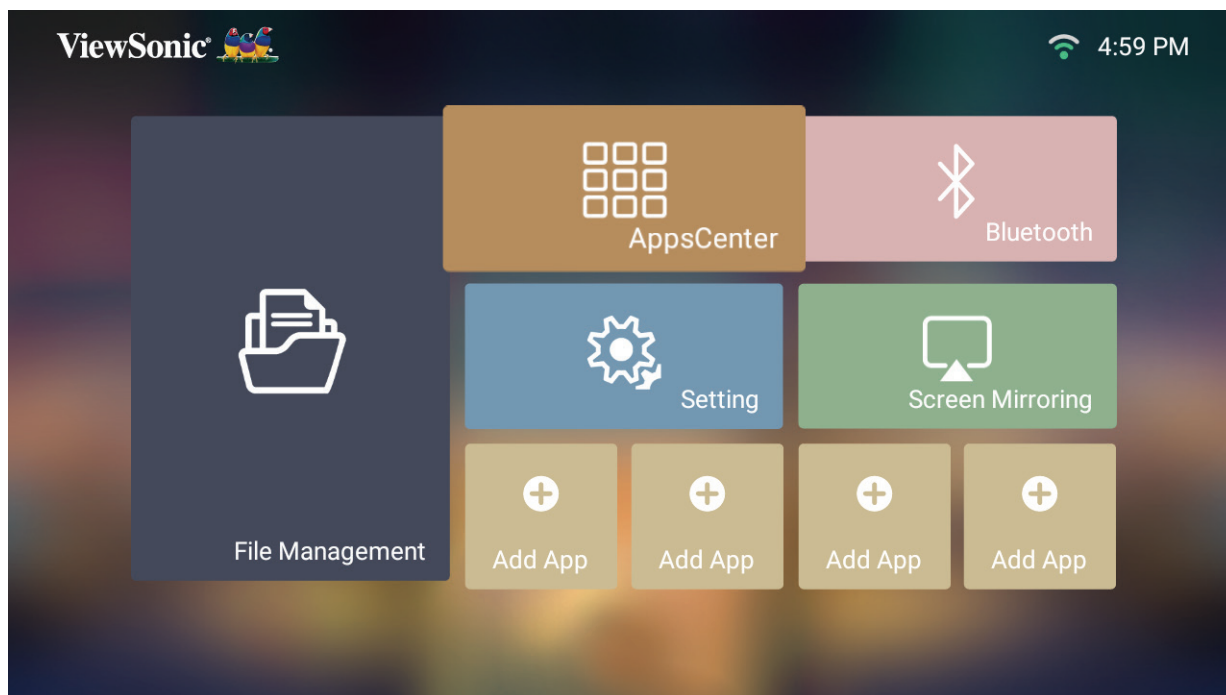 ViewSonic®
4:59 PM
AppsCenter
Bluetooth
Setting
Screen Mirroring
File Management
Add App
Add App
Add App
Add App